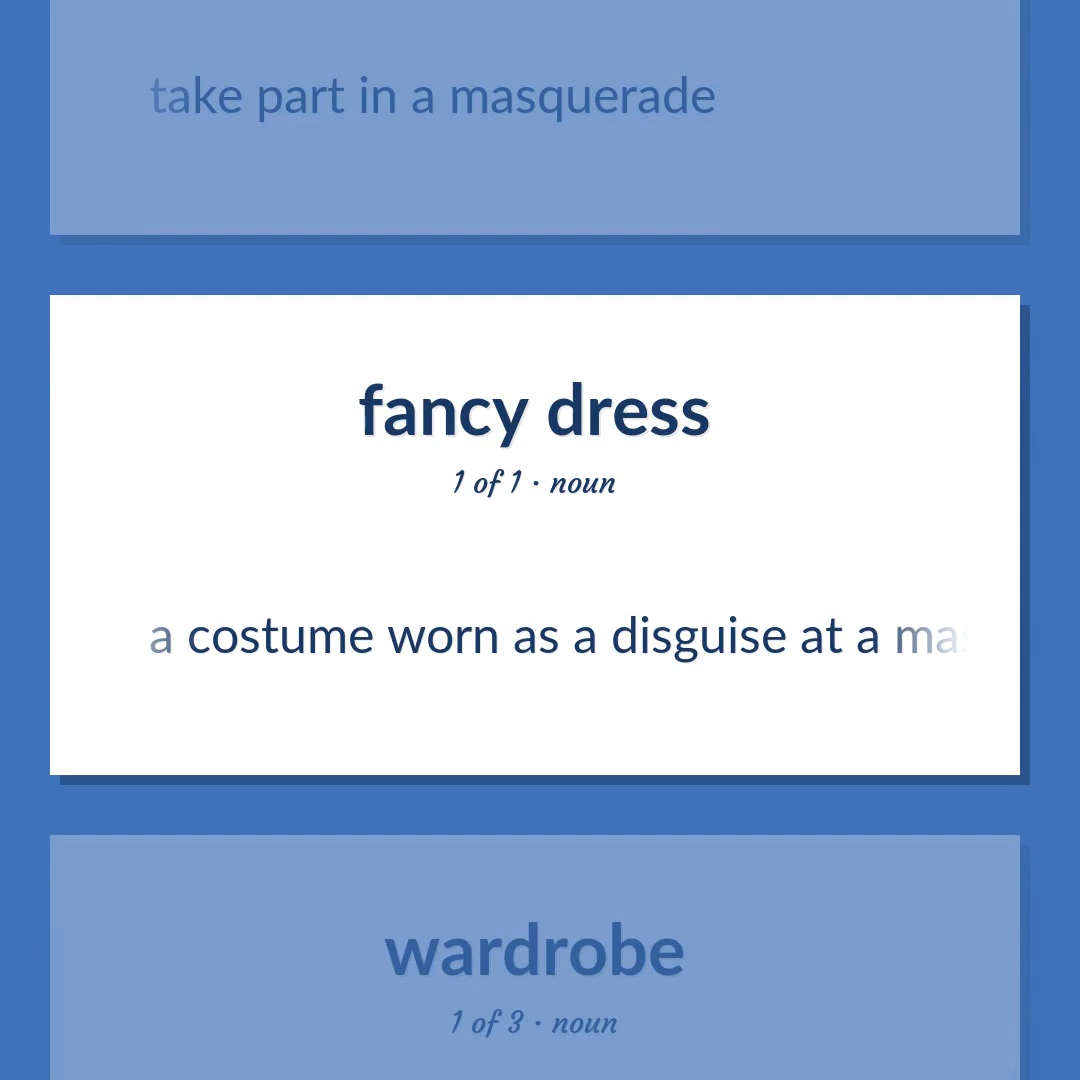 take part in a masquerade
fancy dress
1 of 1 · noun
a costume worn as a disguise at a
wardrobe
1 of 3 · noun